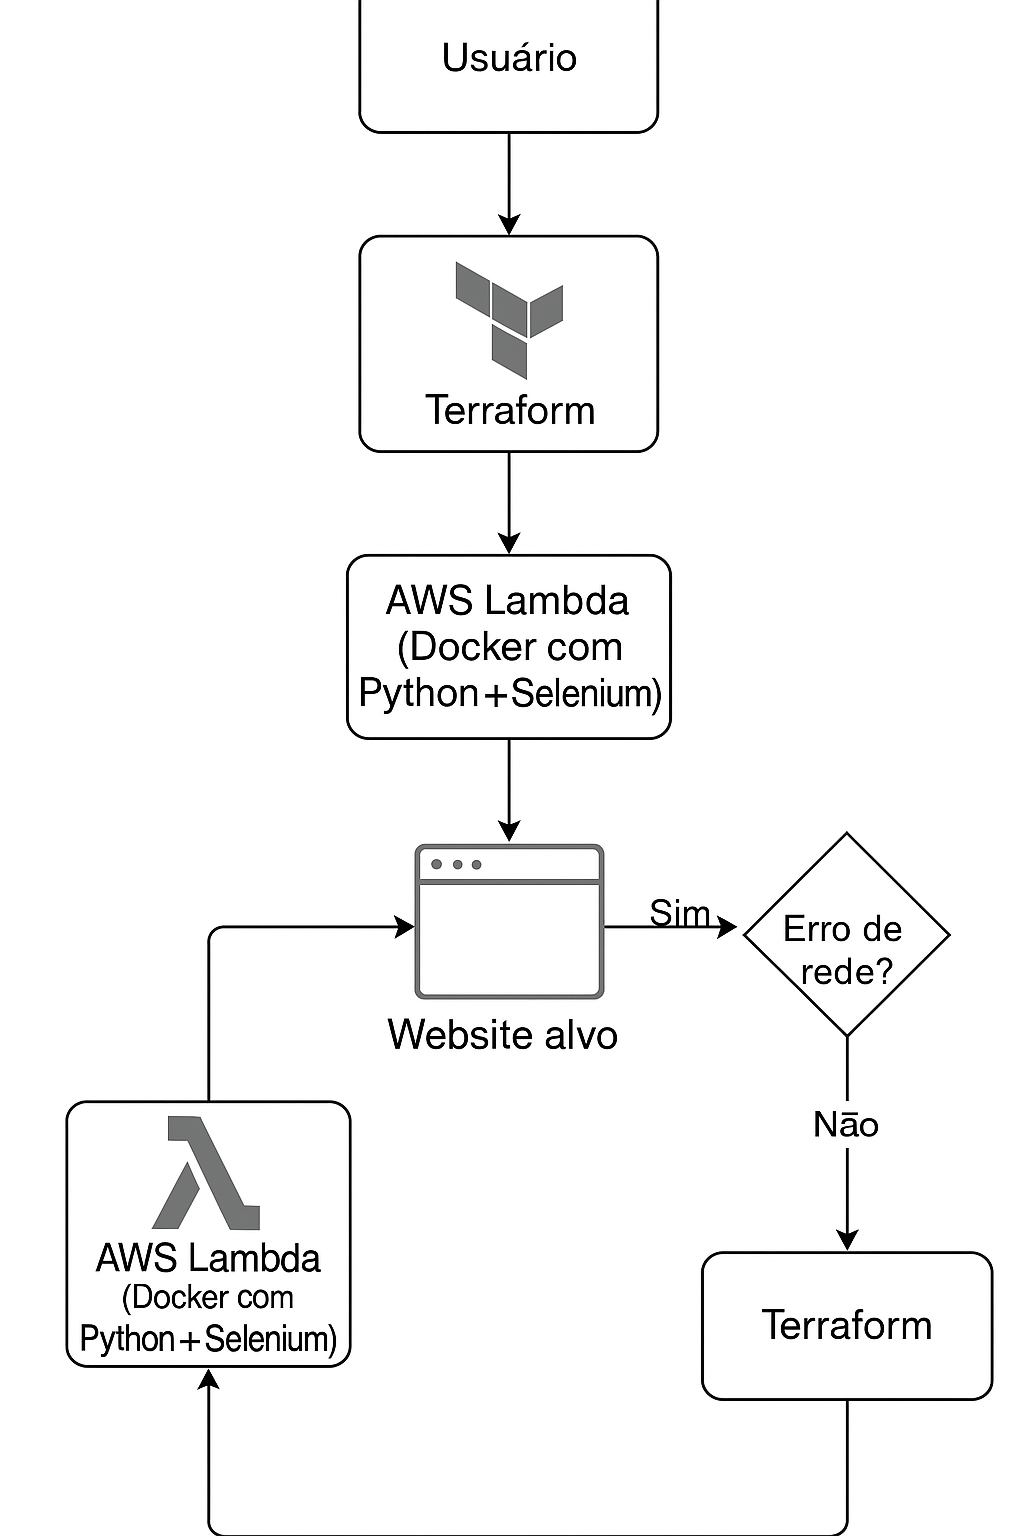 Usuário
Terraform
AWS Lambda
(Docker com
Python+Selenium)
Sim
Erro de
rede?
Website alvo
Não
AWS Lambda
(Docker com
Python+Selenium)
Terraform